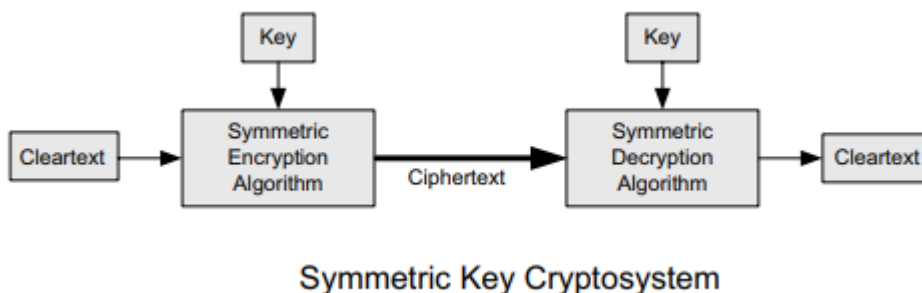 Key
Key
Cleartext
Symmetric
Encryption
Algorithm
Ciphertext
Symmetric
Decryption
Algorithm
Cleartext
Symmetric Key Cryptosystem